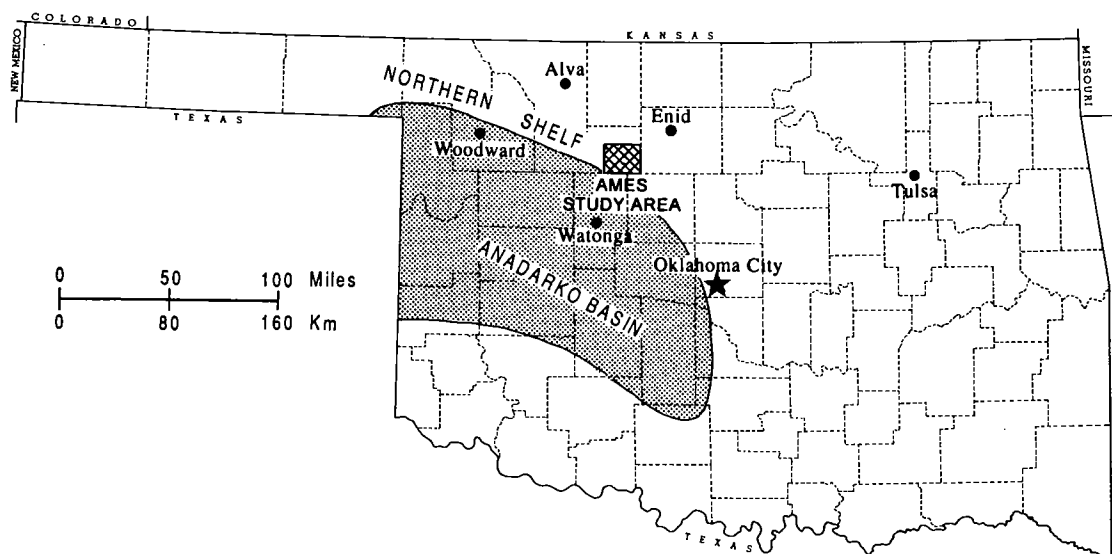 COLORADO
KANSAS
NEW MEXICO
MISSOURI
TEXAS
Alva
NORTHERN SHELF
Enid
Woodward
Tulsa
AMES
STUDY AREA
Watonga
ANADARKO BASIN
Oklahoma City
0 50 100 Miles
0 80 160 Km
TEXAS